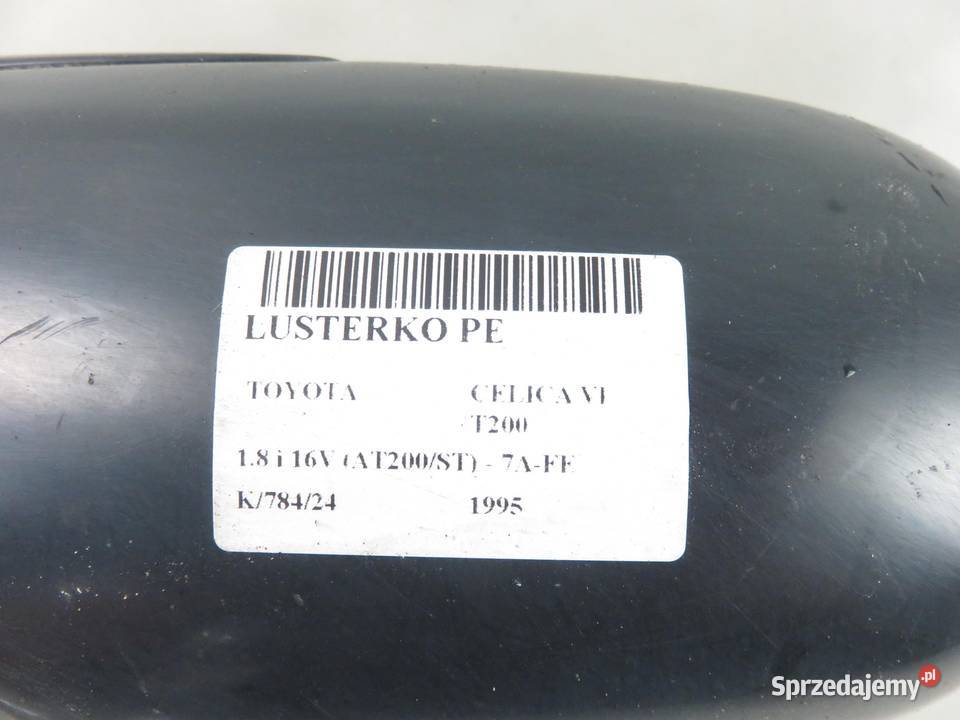 LUSTERKO PE
TOYOTA CELICA VI
T200
1.8 i 16V (AT200/ST) - 7A-FE
K/784/24 1995
Sprzedajemy.pl